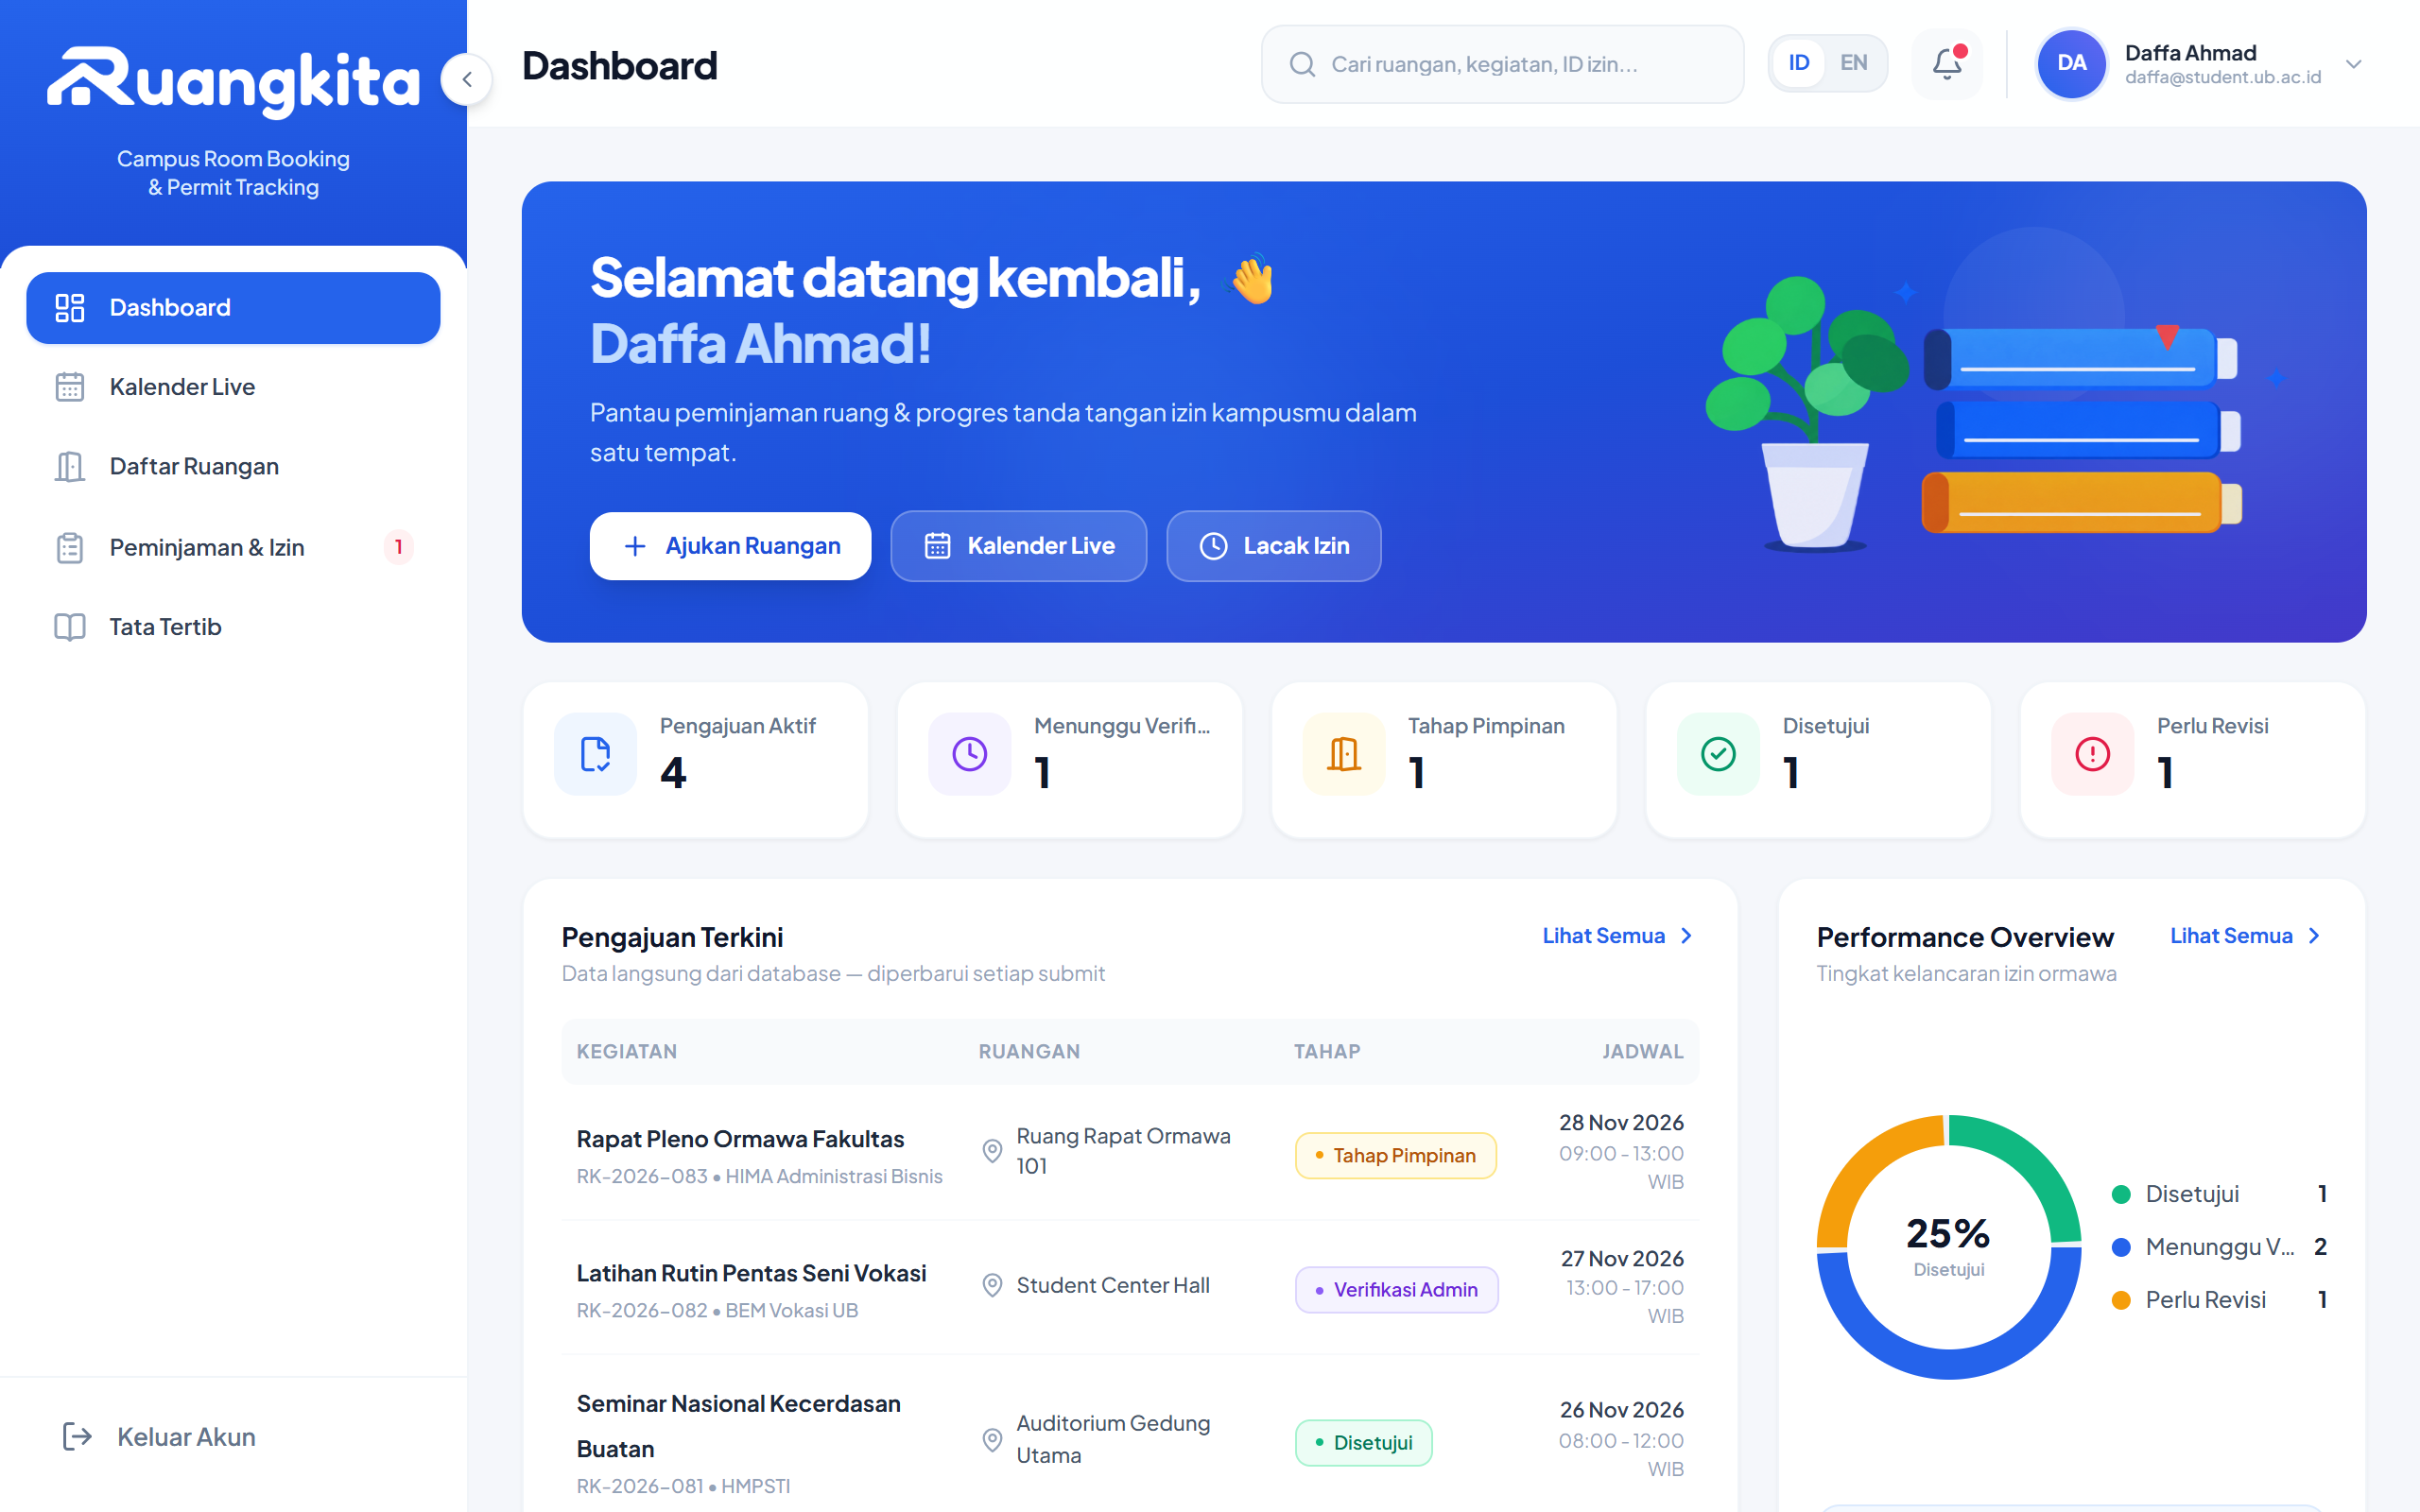 Ruangkita
Campus Room Booking
& Permit Tracking
Dashboard
Kalender Live
Daftar Ruangan
Peminjaman & Izin 1
Tata Tertib
Keluar Akun
Dashboard
Cari ruangan, kegiatan, ID izin...
ID EN
DA
Daffa Ahmad
daffa@student.ub.ac.id
Selamat datang kembali, 👋
Daffa Ahmad!
Pantau peminjaman ruang & progres tanda tangan izin kampusmu dalam
satu tempat.
Ajukan Ruangan
Kalender Live
Lacak Izin
Pengajuan Aktif
4
Menunggu Verifi...
1
Tahap Pimpinan
1
Disetujui
1
Perlu Revisi
1
Pengajuan Terkini
Lihat Semua
Data langsung dari database — diperbarui setiap submit
KEGIATAN RUANGAN TAHAP JADWAL
Rapat Pleno Ormawa Fakultas
RK-2026-083 • HIMA Administrasi Bisnis
Ruang Rapat Ormawa
101
Tahap Pimpinan
28 Nov 2026
09:00 - 13:00
WIB
Latihan Rutin Pentas Seni Vokasi
RK-2026-082 • BEM Vokasi UB
Student Center Hall
Verifikasi Admin
27 Nov 2026
13:00 - 17:00
WIB
Seminar Nasional Kecerdasan
Buatan
RK-2026-081 • HMPSTI
Auditorium Gedung
Utama
Disetujui
26 Nov 2026
08:00 - 12:00
WIB
Performance Overview
Lihat Semua
Tingkat kelancaran izin ormawa
25%
Disetujui
Disetujui 1
Menunggu V... 2
Perlu Revisi 1